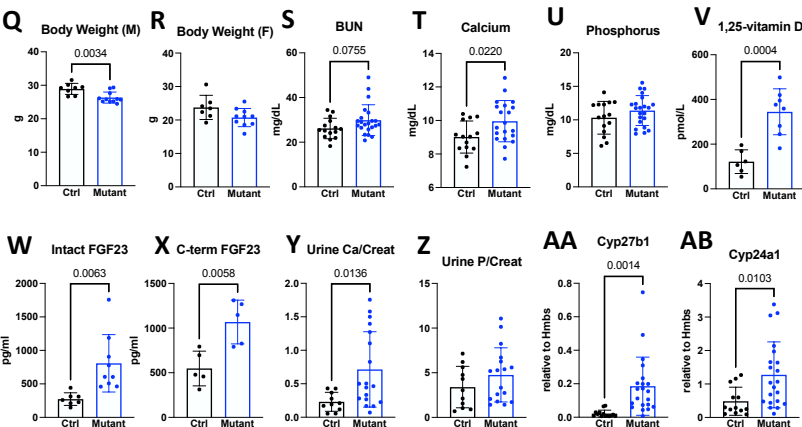 Q Body Weight (M)
0.0034
40
30
20
10
0
g
Ctrl Mutant
R Body Weight (F)
40
30
20
10
0
g
Ctrl Mutant
S BUN
0.0755
60
40
20
0
mg/dL
Ctrl Mutant
T Calcium
0.0220
14
12
10
8
6
mg/dL
Ctrl Mutant
U Phosphorus
20
15
10
5
0
mg/dL
Ctrl Mutant
V 1,25-vitamin D
0.0004
600
400
200
0
pmol/L
Ctrl Mutant
W Intact FGF23
0.0063
2000
1500
1000
500
0
pg/ml
Ctrl Mutant
X C-term FGF23
0.0058
1500
1000
500
0
pg/ml
Ctrl Mutant
Y Urine Ca/Creat
0.0136
2.0
1.5
1.0
0.5
0.0
Ctrl Mutant
Z Urine P/Creat
15
10
5
0
Ctrl Mutant
AA Cyp27b1
0.0014
0.8
0.6
0.4
0.2
0.0
relative to Hmbs
Ctrl Mutant
AB Cyp24a1
0.0103
4
3
2
1
0
relative to Hmbs
Ctrl Mutant